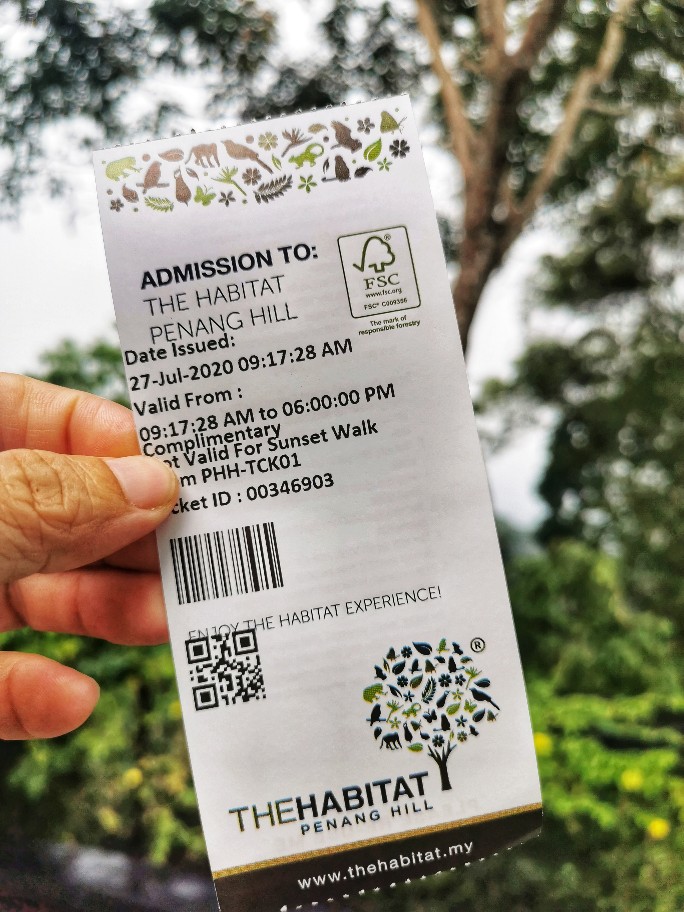 ADMISSION TO:
THE HABITAT
PENANG HILL
FSC
www.fsc.org
FSC® C009356
The mark of
responsible forestry
Date Issued:
27-Jul-2020 09:17:28 AM
Valid From :
09:17:28 AM to 06:00:00 PM
Complimentary
Valid For Sunset Walk
PHH-TCK01
ID : 00346903
ENJOY THE HABITAT EXPERIENCE!
®
THEHABITAT
PENANG HILL
www.thehabitat.my